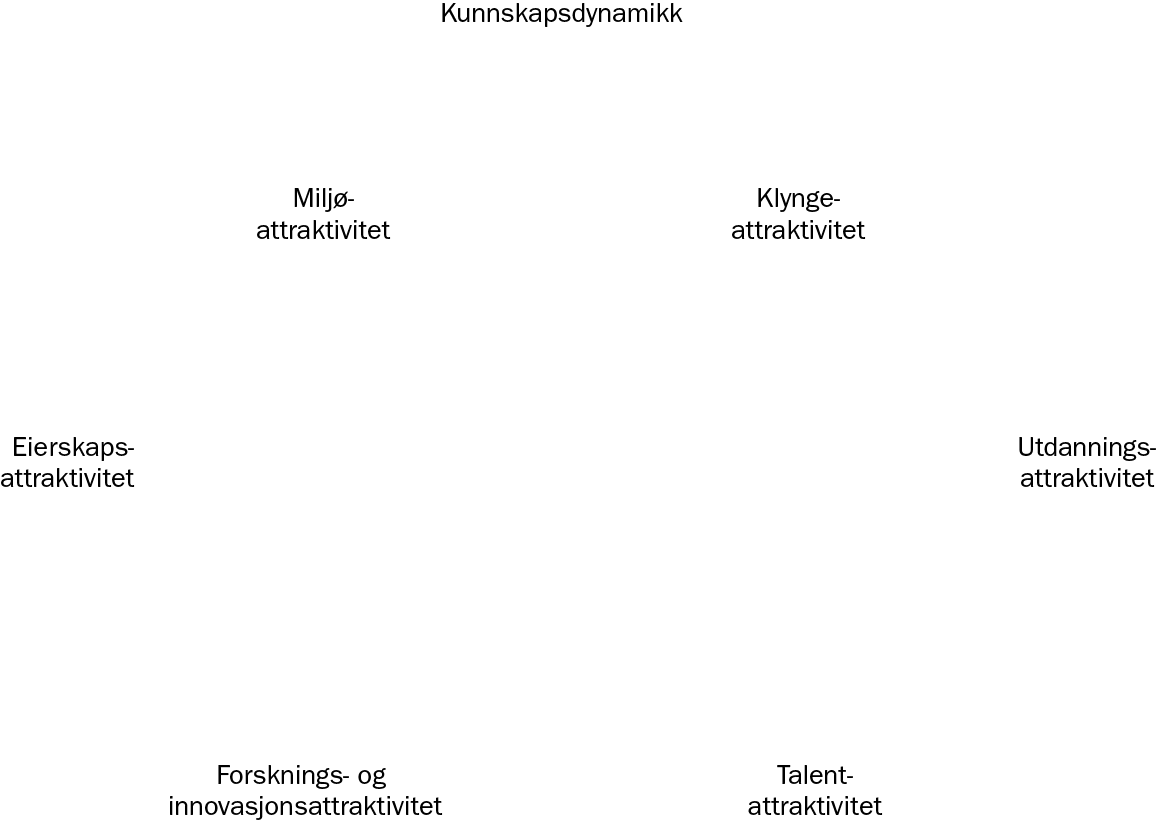 Kunnskapsdynamikk
Miljø-
attraktivitet
Klynge-
attraktivitet
Eierskaps-
attraktivitet
Utdannings-
attraktivitet
Forsknings- og
innovasjonsattraktivitet
Talent-
attraktivitet